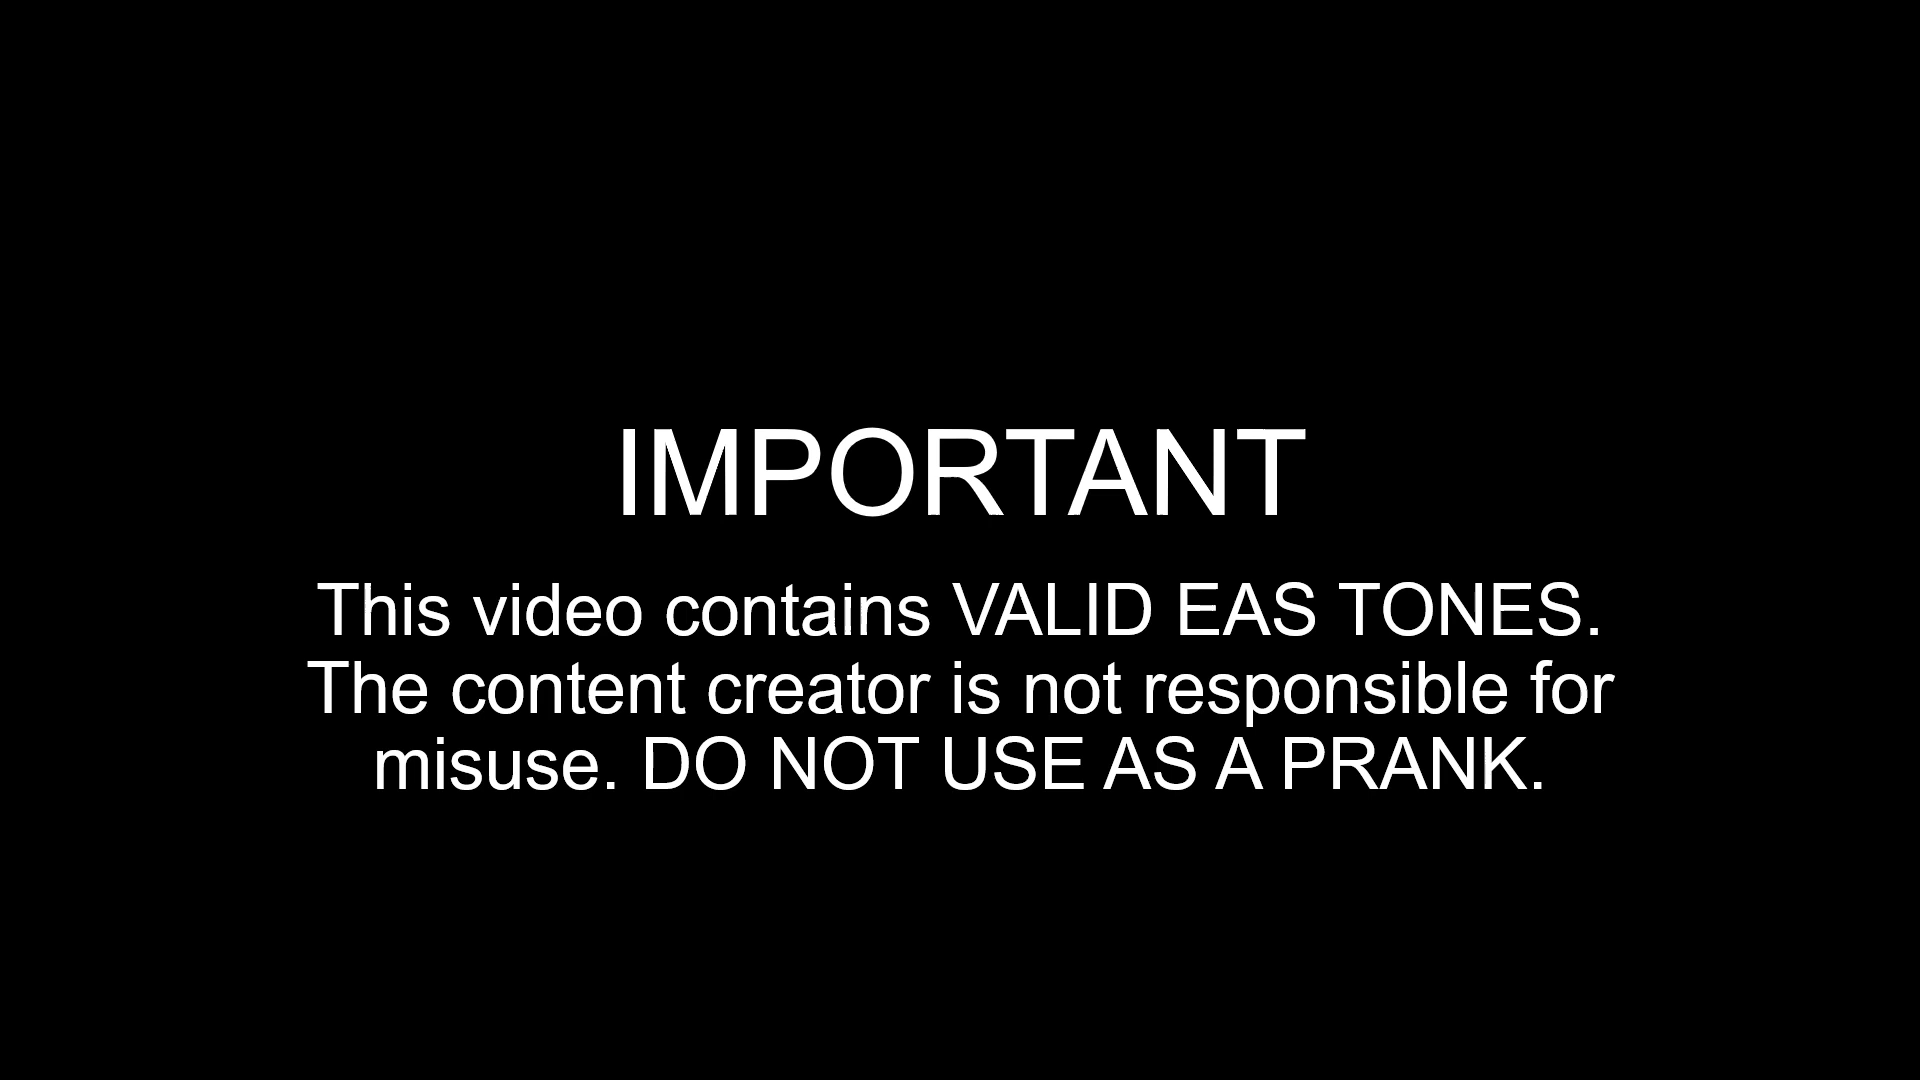 IMPORTANT
This video contains VALID EAS TONES.
The content creator is not responsible for
misuse. DO NOT USE AS A PRANK.